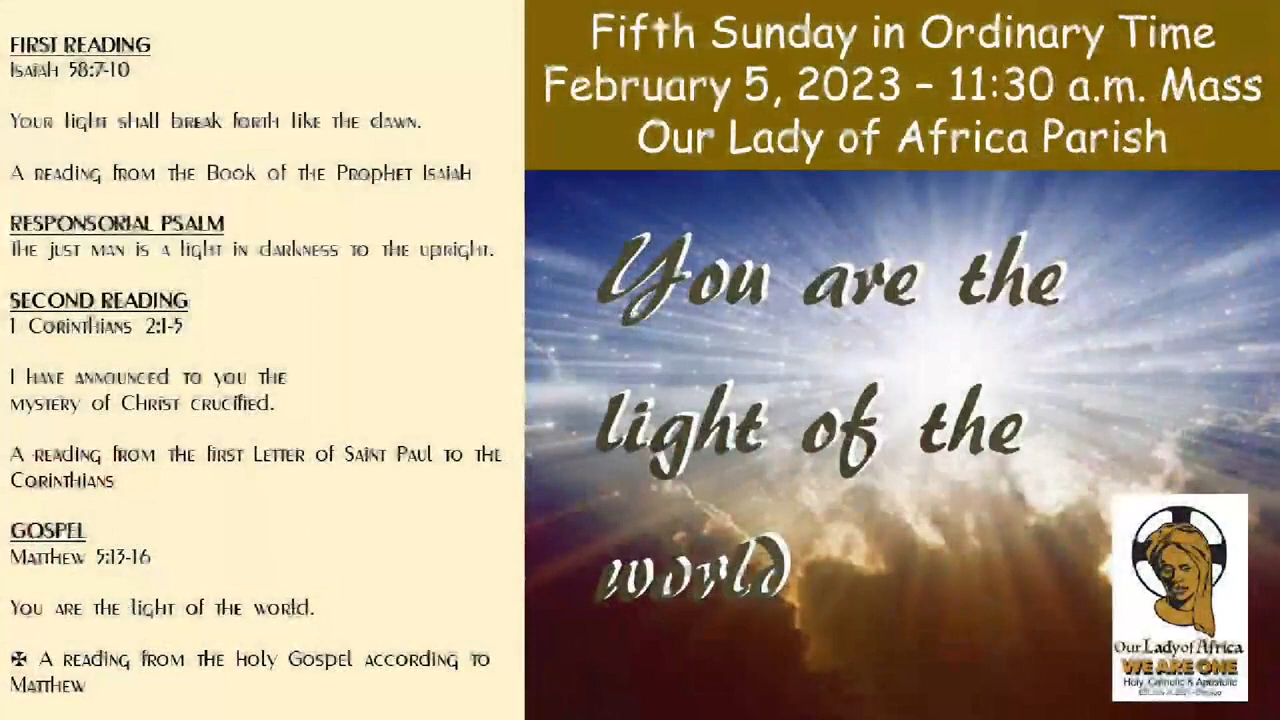 FIRST READING
Isaiah 58:7-10
Your light shall break forth like the dawn.
A reading from the Book of the Prophet Isaiah
RESPONSORIAL PSALM
The just man is a light in darkness to the upright.
SECOND READING
1 Corinthians 2:1-5
I have announced to you the
mystery of Christ crucified.
A reading from the first Letter of Saint Paul to the
Corinthians
GOSPEL
Matthew 5:13-16
You are the light of the world.
✠ A reading from the holy Gospel according to
Matthew
Fifth Sunday in Ordinary Time
February 5, 2023 – 11:30 a.m. Mass
Our Lady of Africa Parish
You are the
light of the
world
Our Lady of Africa
WE ARE ONE
Holy, Catholic & Apostolic